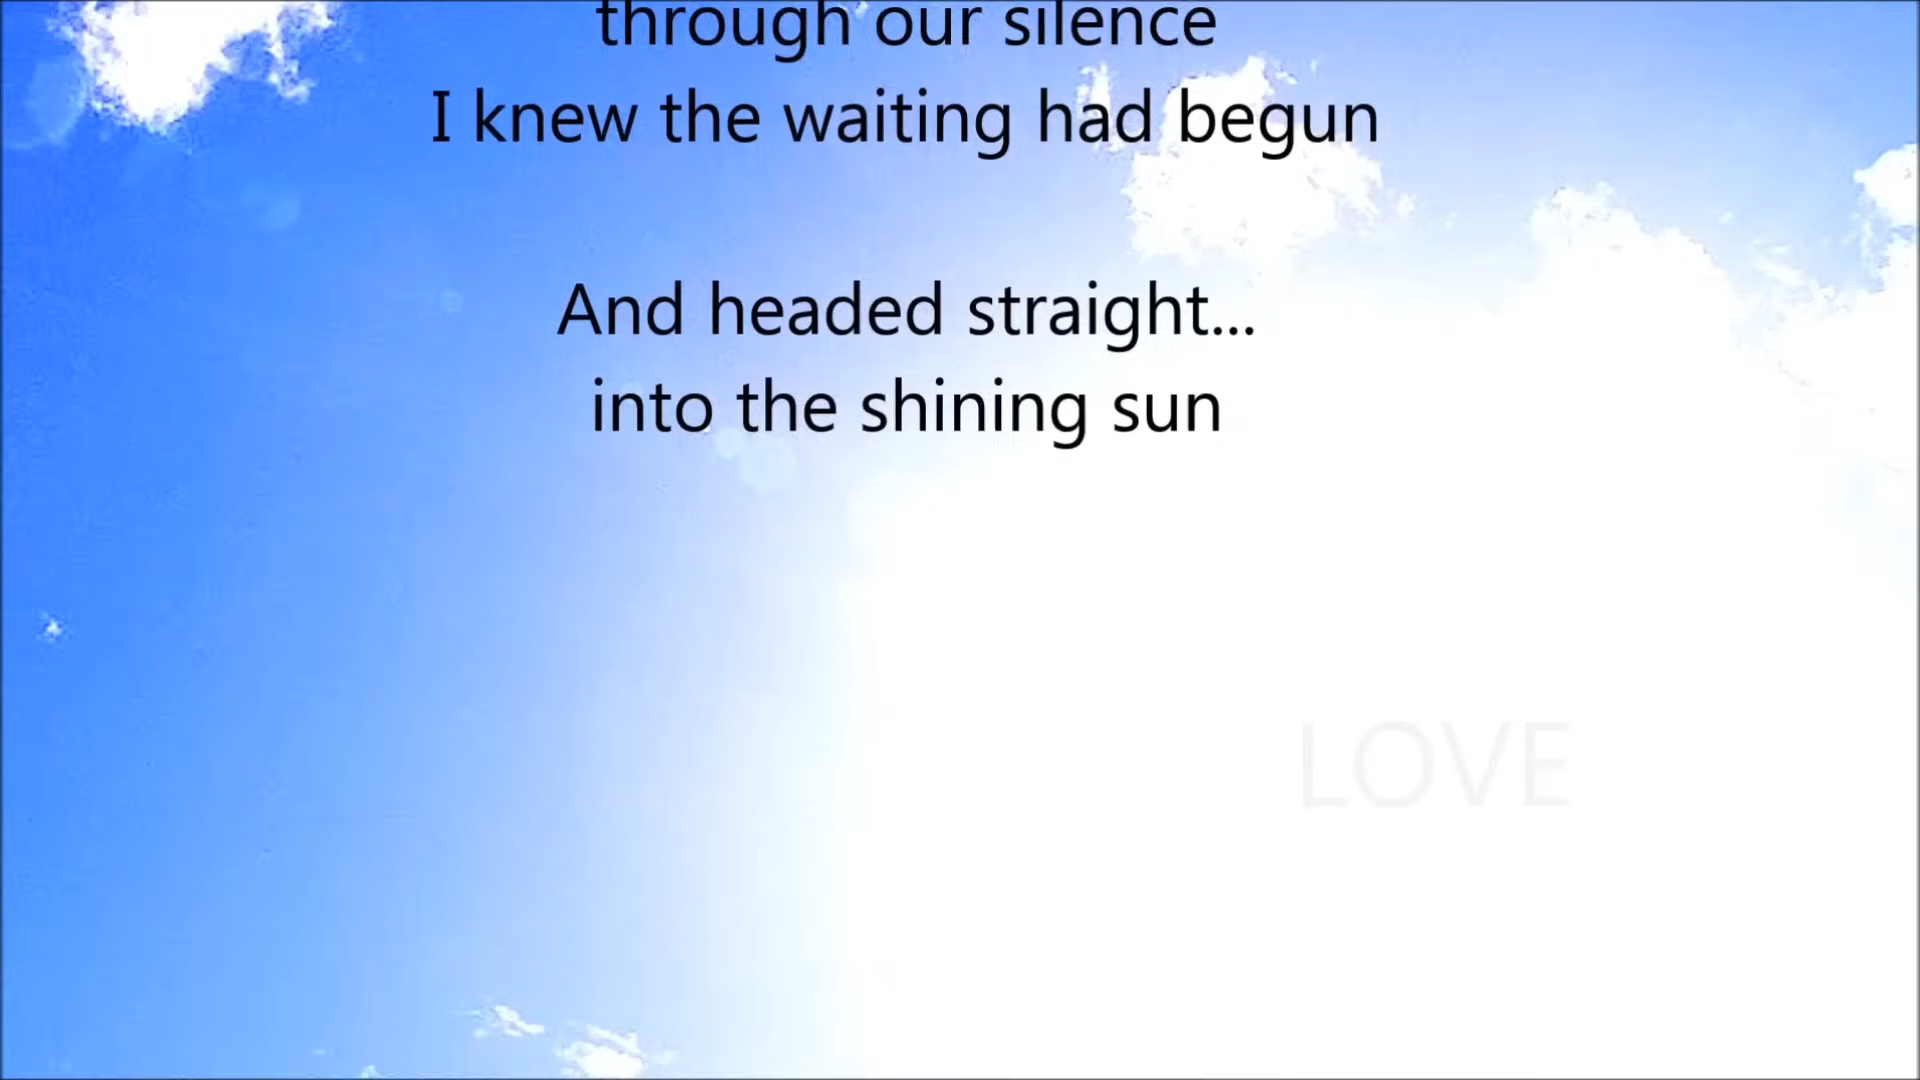 through our silence
I knew the waiting had begun
And headed straight...
into the shining sun
LOVE